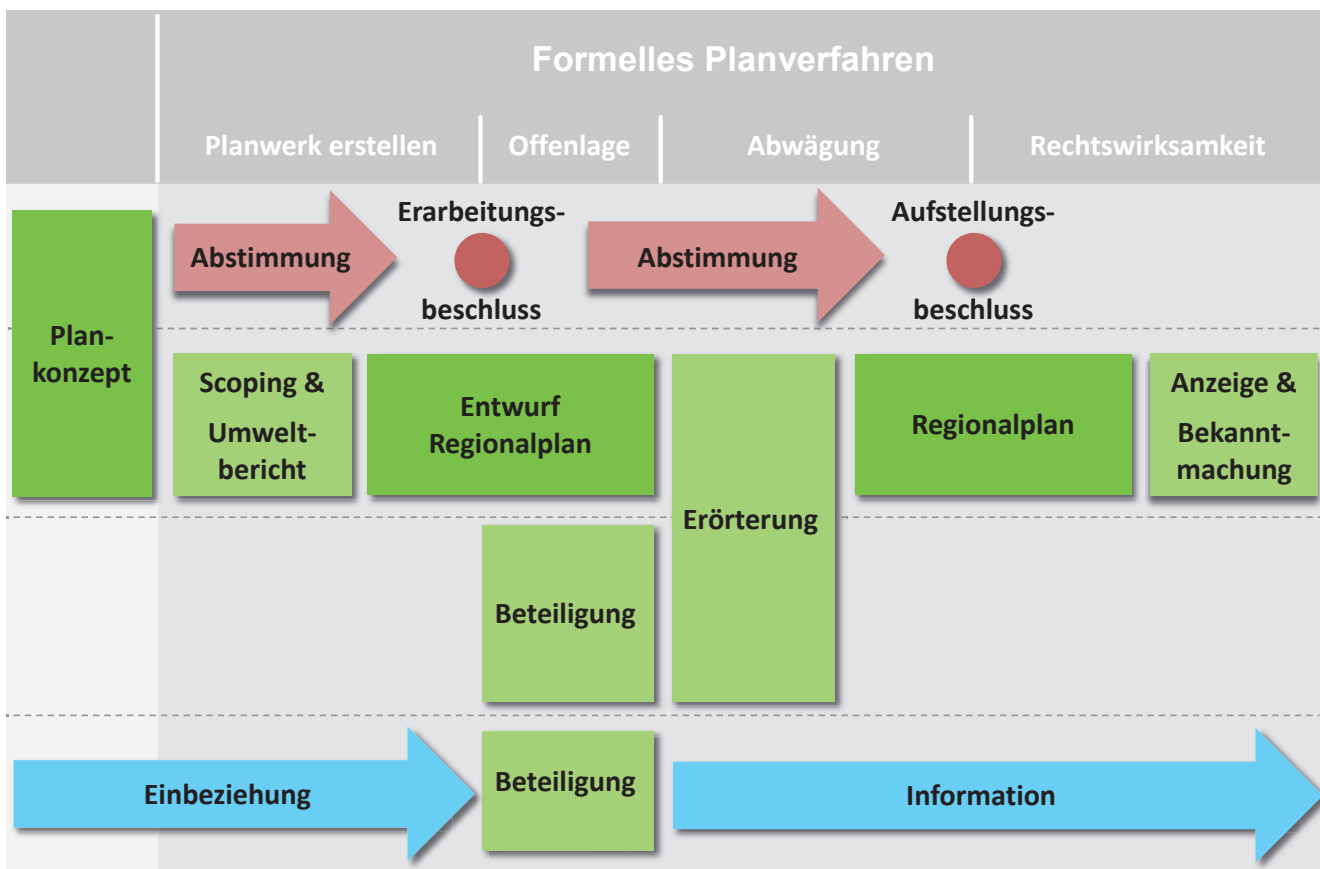 Formelles Planverfahren
Planwerk erstellen
Offenlage
Abwägung
Rechtswirksamkeit
Plan-
konzept
Abstimmung
Erarbeitungs-
beschluss
Abstimmung
Aufstellungs-
beschluss
Scoping &
Umwelt-
bericht
Entwurf
Regionalplan
Erörterung
Regionalplan
Anzeige &
Bekannt-
machung
Beteiligung
Einbeziehung
Beteiligung
Information